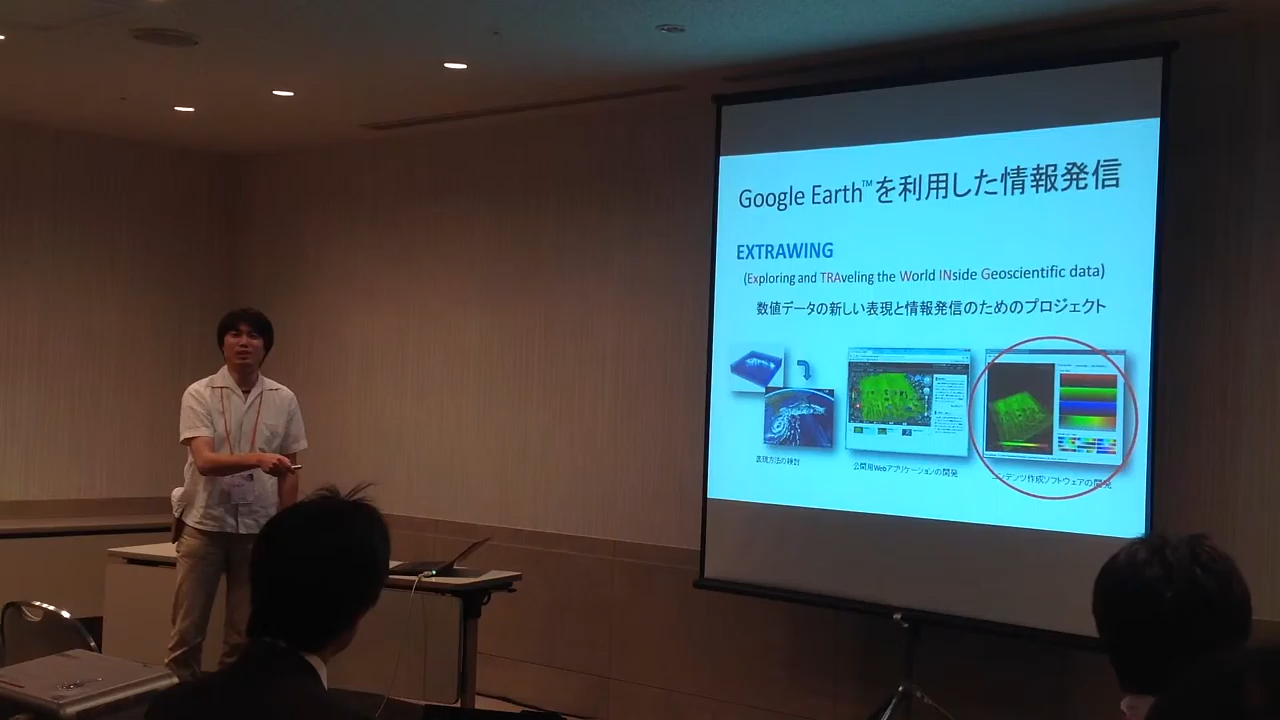 Google Earth™を利用した情報発信
EXTRAWING
(Exploring and TRAveling the World INside Geoscientific data)
数値データの新しい表現と情報発信のためのプロジェクト
表現方法の検討
公開用Webアプリケーションの開発
コンテンツ作成ソフトウェアの開発